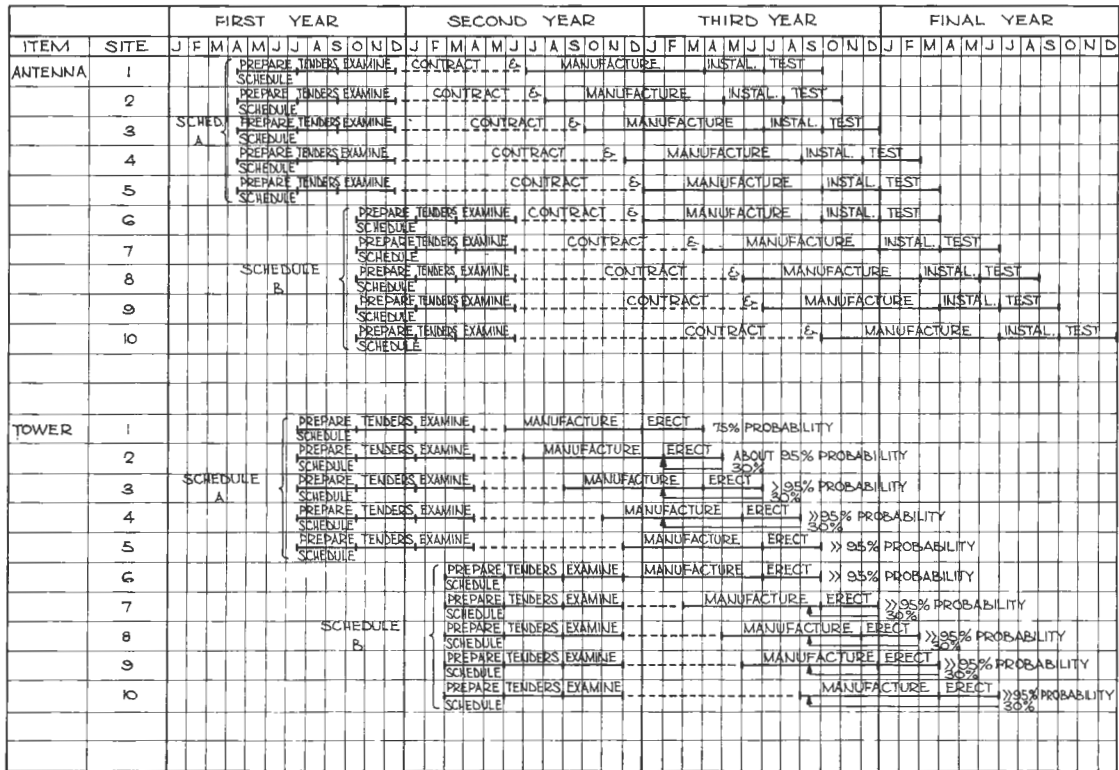 FIRST YEAR SECOND YEAR THIRD YEAR FINAL YEAR
ITEM SITE J F M A M J J A S O N D J F M A M J J A S O N D J F M A M J J A S O N D J F M A M J J A S O N D
ANTENNA 1 PREPARE TENDERS EXAMINE CONTRACT & MANUFACTURE INSTAL. TEST
SCHEDULE
2 PREPARE TENDERS EXAMINE CONTRACT & MANUFACTURE INSTAL. TEST
SCHEDULE
SCHED. 3 PREPARE TENDERS EXAMINE CONTRACT & MANUFACTURE INSTAL. TEST
A SCHEDULE
4 PREPARE TENDERS EXAMINE CONTRACT & MANUFACTURE INSTAL. TEST
SCHEDULE
5 PREPARE TENDERS EXAMINE CONTRACT & MANUFACTURE INSTAL. TEST
SCHEDULE
6 PREPARE TENDERS EXAMINE CONTRACT & MANUFACTURE INSTAL. TEST
SCHEDULE
7 PREPARE TENDERS EXAMINE CONTRACT & MANUFACTURE INSTAL. TEST
SCHEDULE
SCHEDULE 8 PREPARE TENDERS EXAMINE CONTRACT & MANUFACTURE INSTAL. TEST
B SCHEDULE
9 PREPARE TENDERS EXAMINE CONTRACT & MANUFACTURE INSTAL. TEST
SCHEDULE
10 PREPARE TENDERS EXAMINE CONTRACT & MANUFACTURE INSTAL. TEST
SCHEDULE
TOWER 1 PREPARE TENDERS EXAMINE MANUFACTURE ERECT 75% PROBABILITY
SCHEDULE
2 PREPARE TENDERS EXAMINE MANUFACTURE ERECT ABOUT 95% PROBABILITY
SCHEDULE 30%
SCHEDULE 3 PREPARE TENDERS EXAMINE MANUFACTURE ERECT > 95% PROBABILITY
A SCHEDULE 30%
4 PREPARE TENDERS EXAMINE MANUFACTURE ERECT >> 95% PROBABILITY
SCHEDULE 30%
5 PREPARE TENDERS EXAMINE MANUFACTURE ERECT >> 95% PROBABILITY
SCHEDULE
6 PREPARE TENDERS EXAMINE MANUFACTURE ERECT >> 95% PROBABILITY
SCHEDULE
7 PREPARE TENDERS EXAMINE MANUFACTURE ERECT >> 95% PROBABILITY
SCHEDULE 30%
SCHEDULE 8 PREPARE TENDERS EXAMINE MANUFACTURE ERECT >> 95% PROBABILITY
B SCHEDULE 30%
9 PREPARE TENDERS EXAMINE MANUFACTURE ERECT >> 95% PROBABILITY
SCHEDULE 30%
10 PREPARE TENDERS EXAMINE MANUFACTURE ERECT >> 95% PROBABILITY
SCHEDULE 30%